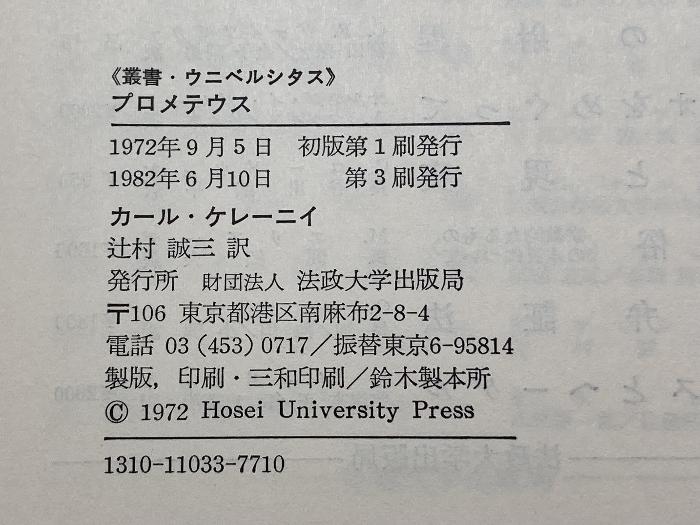 《叢書・ウニベルシタス》
プロメテウス
1972年9月5日 初版第1刷発行
1982年6月10日 第3刷発行
カール・ケレーニイ
辻村 誠三 訳
発行所 財団法人 法政大学出版局
〒106 東京都港区南麻布2-8-4
電話 03(453)0717/振替東京6-95814
製版,印刷・三和印刷/鈴木製本所
© 1972 Hosei University Press
1310-11033-7710